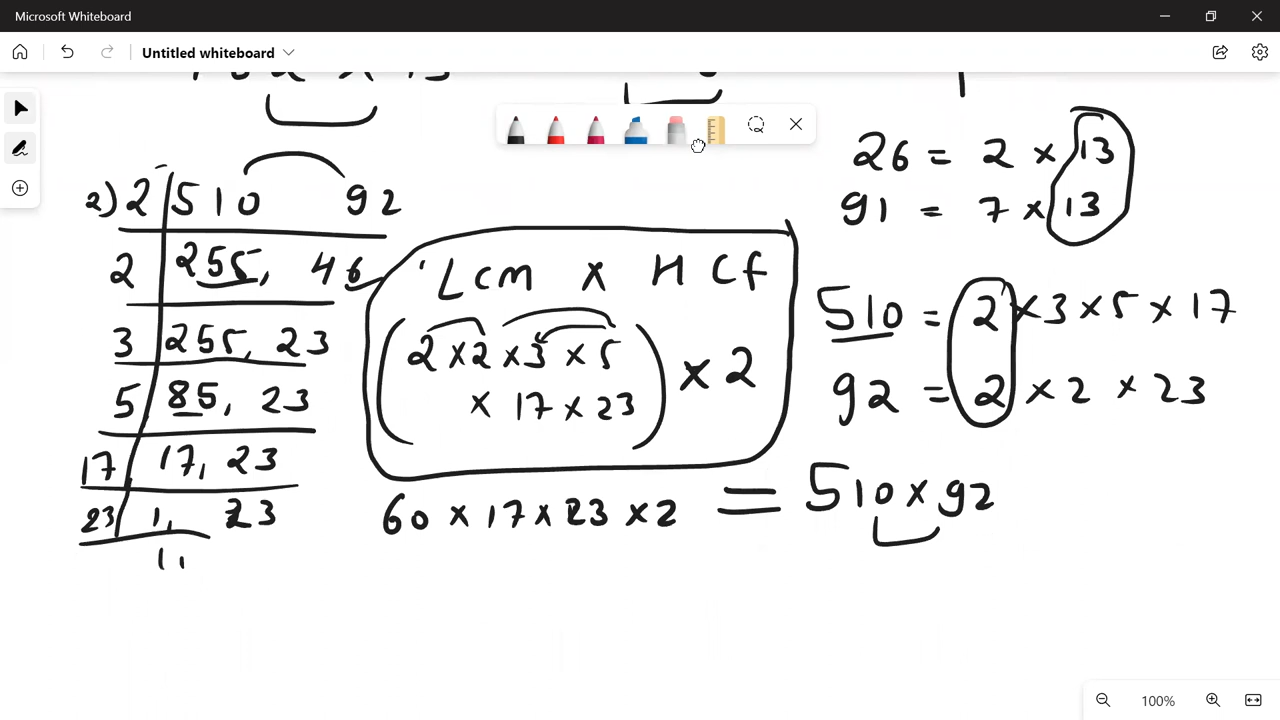 Microsoft Whiteboard
Untitled whiteboard
26 = 2 × 13
91 = 7 × 13
2) 2 510 92
2 255, 46
3 255, 23
5 85, 23
17 17, 23
23 1, 23
1,
Lcm × HCf
(2×2×3×5
× 17×23) × 2
60 × 17 × 23 × 2 = 510×92
510 = 2×3×5×17
92 = 2×2×23
100%